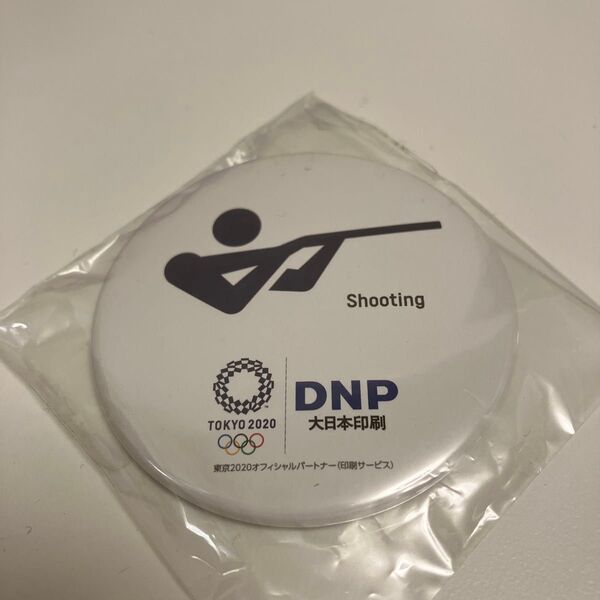 Shooting
TOKYO 2020
DNP
大日本印刷
東京2020オフィシャルパートナー(印刷サービス)